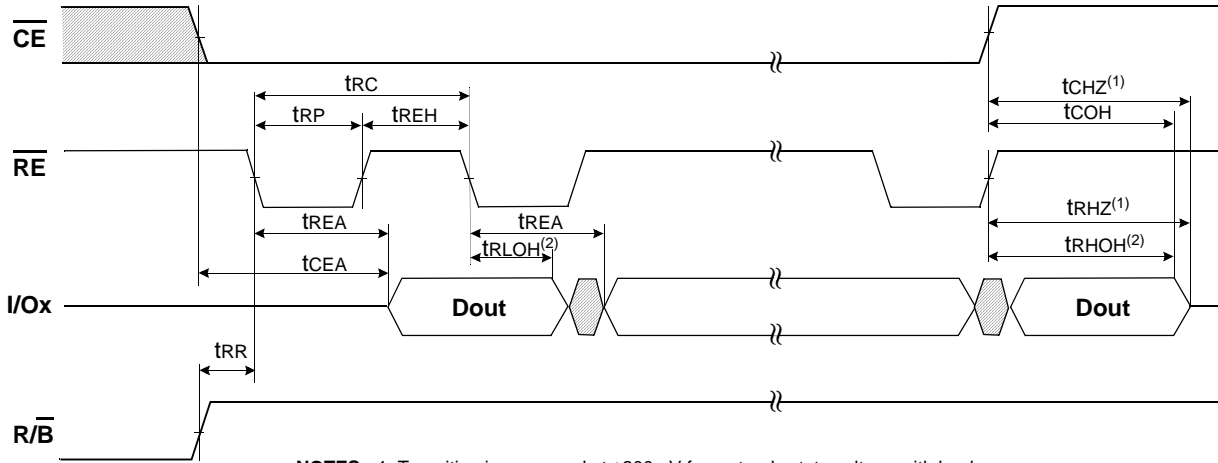 CE
tRC
tCHZ(1)
tRP
tREH
tCOH
RE
tREA
tREA
tRHZ(1)
tRLOH(2)
tRHOH(2)
tCEA
I/Ox
Dout
Dout
tRR
R/B